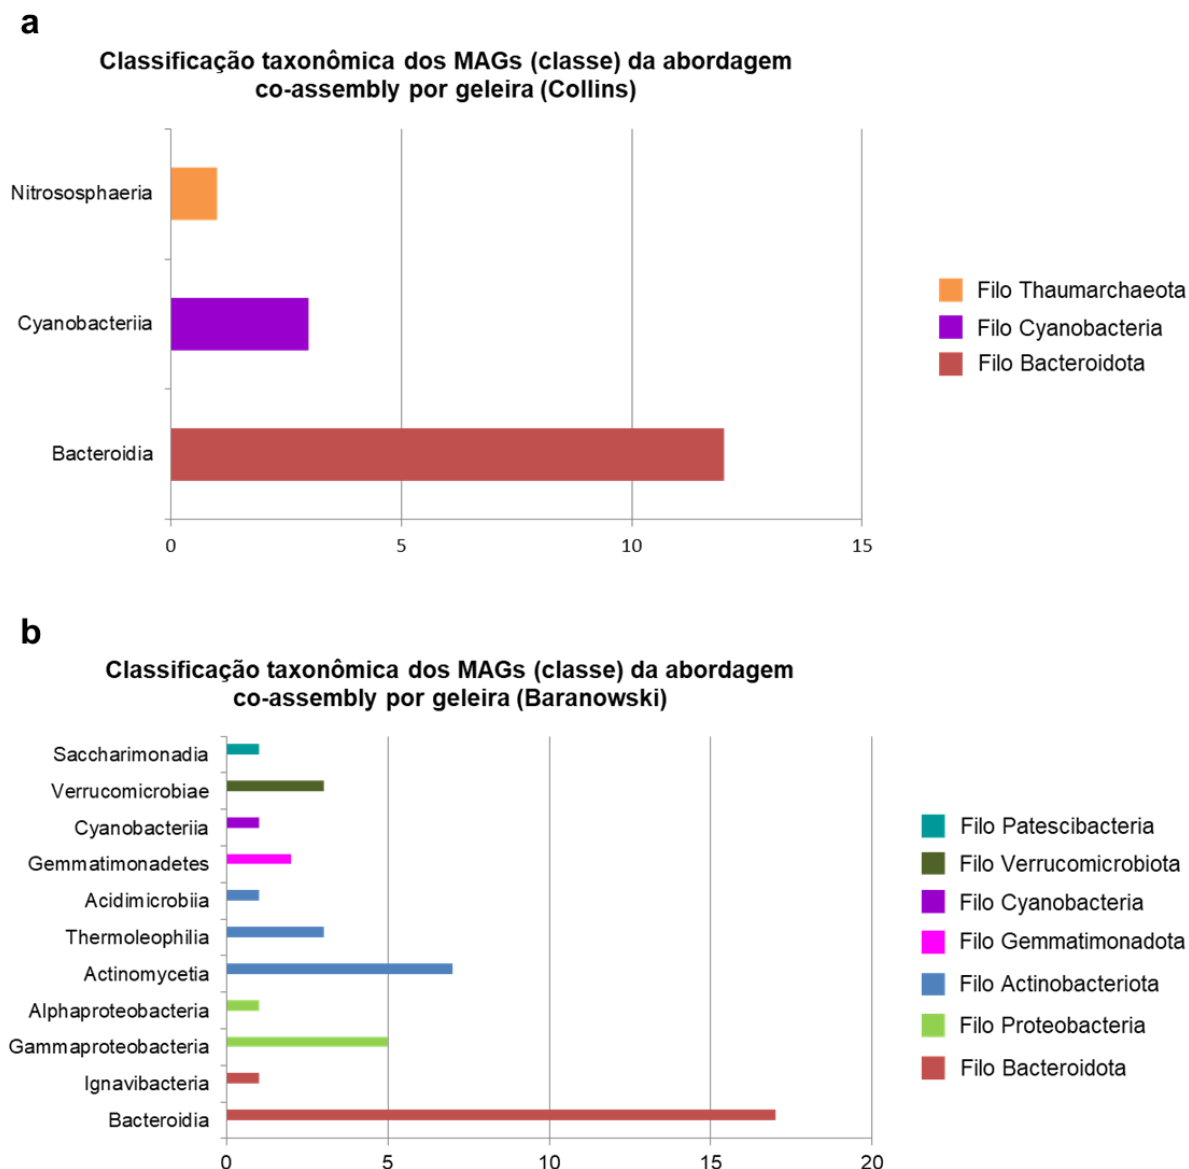 a
Classificação taxonômica dos MAGs (classe) da abordagem
co-assembly por geleira (Collins)
Nitrososphaeria
Cyanobacteriia
Bacteroidia
0 5 10 15
Filo Thaumarchaeota
Filo Cyanobacteria
Filo Bacteroidota
b
Classificação taxonômica dos MAGs (classe) da abordagem
co-assembly por geleira (Baranowski)
Saccharimonadia
Verrucomicrobiae
Cyanobacteriia
Gemmatimonadetes
Acidimicrobiia
Thermoleophilia
Actinomycetia
Alphaproteobacteria
Gammaproteobacteria
Ignavibacteria
Bacteroidia
0 5 10 15 20
Filo Patescibacteria
Filo Verrucomicrobiota
Filo Cyanobacteria
Filo Gemmatimonadota
Filo Actinobacteriota
Filo Proteobacteria
Filo Bacteroidota